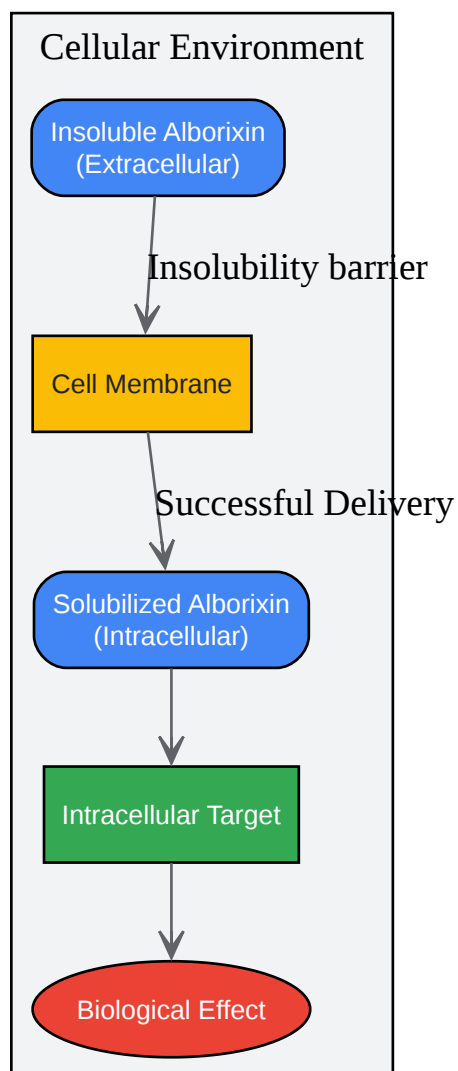 Cellular Environment
Insoluble Alborixin
(Extracellular)
Insolubility barrier
Cell Membrane
Successful Delivery
Solubilized Alborixin
(Intracellular)
Intracellular Target
Biological Effect